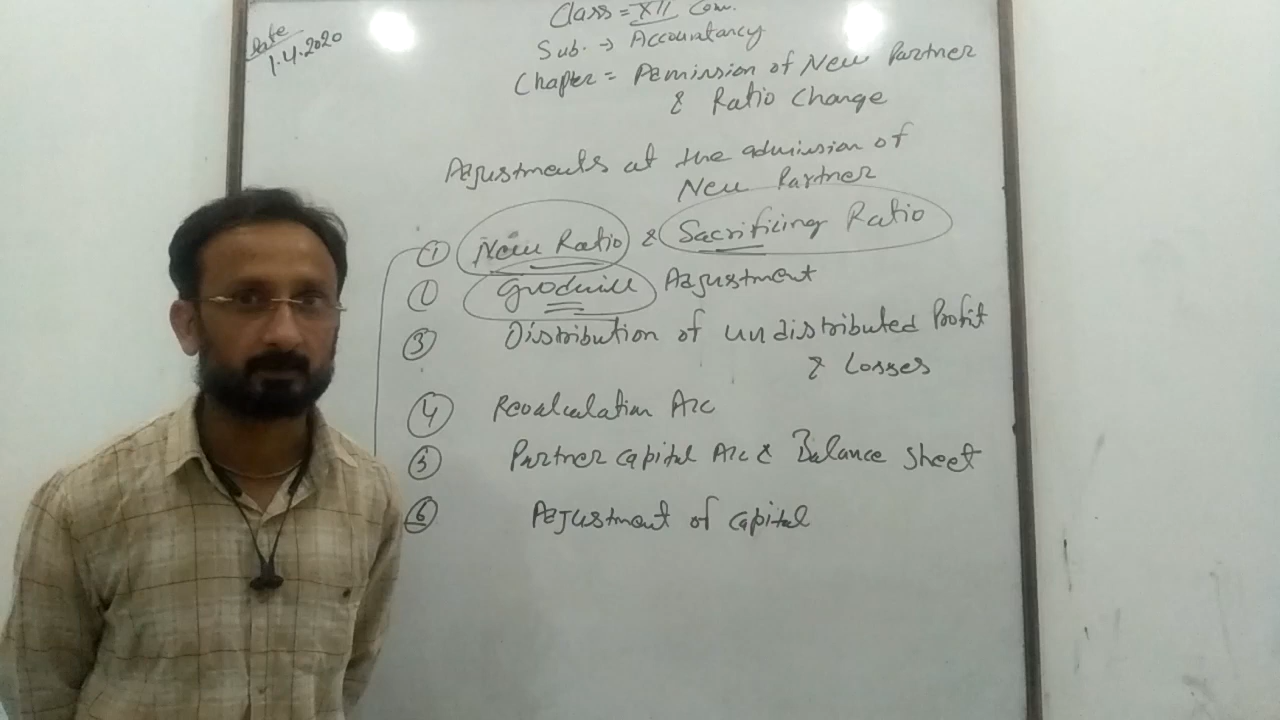 Date
1.4.2020
Class = XII Com.
Sub. → Accountancy
Chapter = Admission of New Partner
& Ratio Change
Adjustments at the admission of
New Partner
① New Ratio & Sacrificing Ratio
① Goodwill Adjustment
③ Distribution of undistributed Profit
& Losses
④ Revaluation A/c
⑤ Partner capital A/c & Balance sheet
⑥ Adjustment of capital